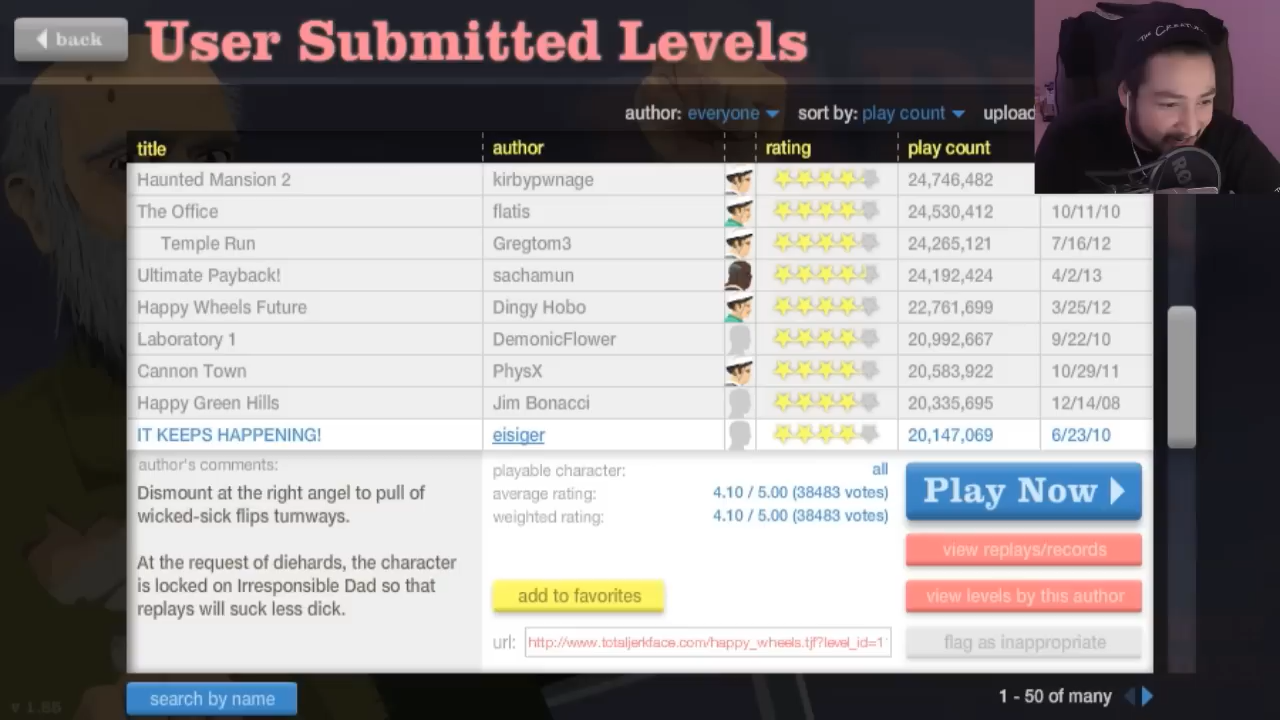 back
User Submitted Levels
author: everyone sort by: play count upload
title author rating play count
Haunted Mansion 2 kirbypwnage 24,746,482
The Office flatis 24,530,412 10/11/10
Temple Run Gregtom3 24,265,121 7/16/12
Ultimate Payback! sachamun 24,192,424 4/2/13
Happy Wheels Future Dingy Hobo 22,761,699 3/25/12
Laboratory 1 DemonicFlower 20,992,667 9/22/10
Cannon Town PhysX 20,583,922 10/29/11
Happy Green Hills Jim Bonacci 20,335,695 12/14/08
IT KEEPS HAPPENING! eisiger 20,147,069 6/23/10
author's comments:
Dismount at the right angel to pull of
wicked-sick flips turnways.
At the request of diehards, the character
is locked on Irresponsible Dad so that
replays will suck less dick.
playable character: all
average rating: 4.10 / 5.00 (38483 votes)
weighted rating: 4.10 / 5.00 (38483 votes)
add to favorites
url: http://www.totaljerkface.com/happy_wheels.tjf?level_id=1
Play Now
view replays/records
view levels by this author
flag as inappropriate
search by name
1 - 50 of many
v 1.85